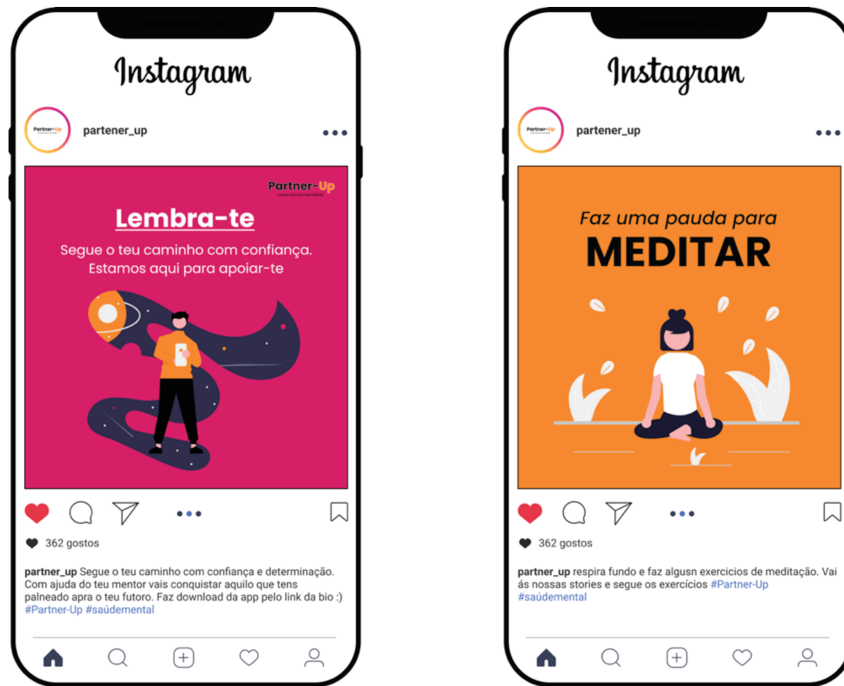 Instagram
Partner-Up
partener_up
Partner-Up
Lembra-te
Segue o teu caminho com confiança.
Estamos aqui para apoiar-te
362 gostos
partner_up Segue o teu caminho com confiança e determinação.
Com ajuda do teu mentor vais conquistar aquilo que tens
palneado apra o teu futoro. Faz download da app pelo link da bio :)
#Partner-Up #saúdemental
Instagram
Partner-Up
partener_up
Faz uma pauda para
MEDITAR
362 gostos
partner_up respira fundo e faz algusn exercicios de meditação. Vai
ás nossas stories e segue os exercícios #Partner-Up
#saúdemental